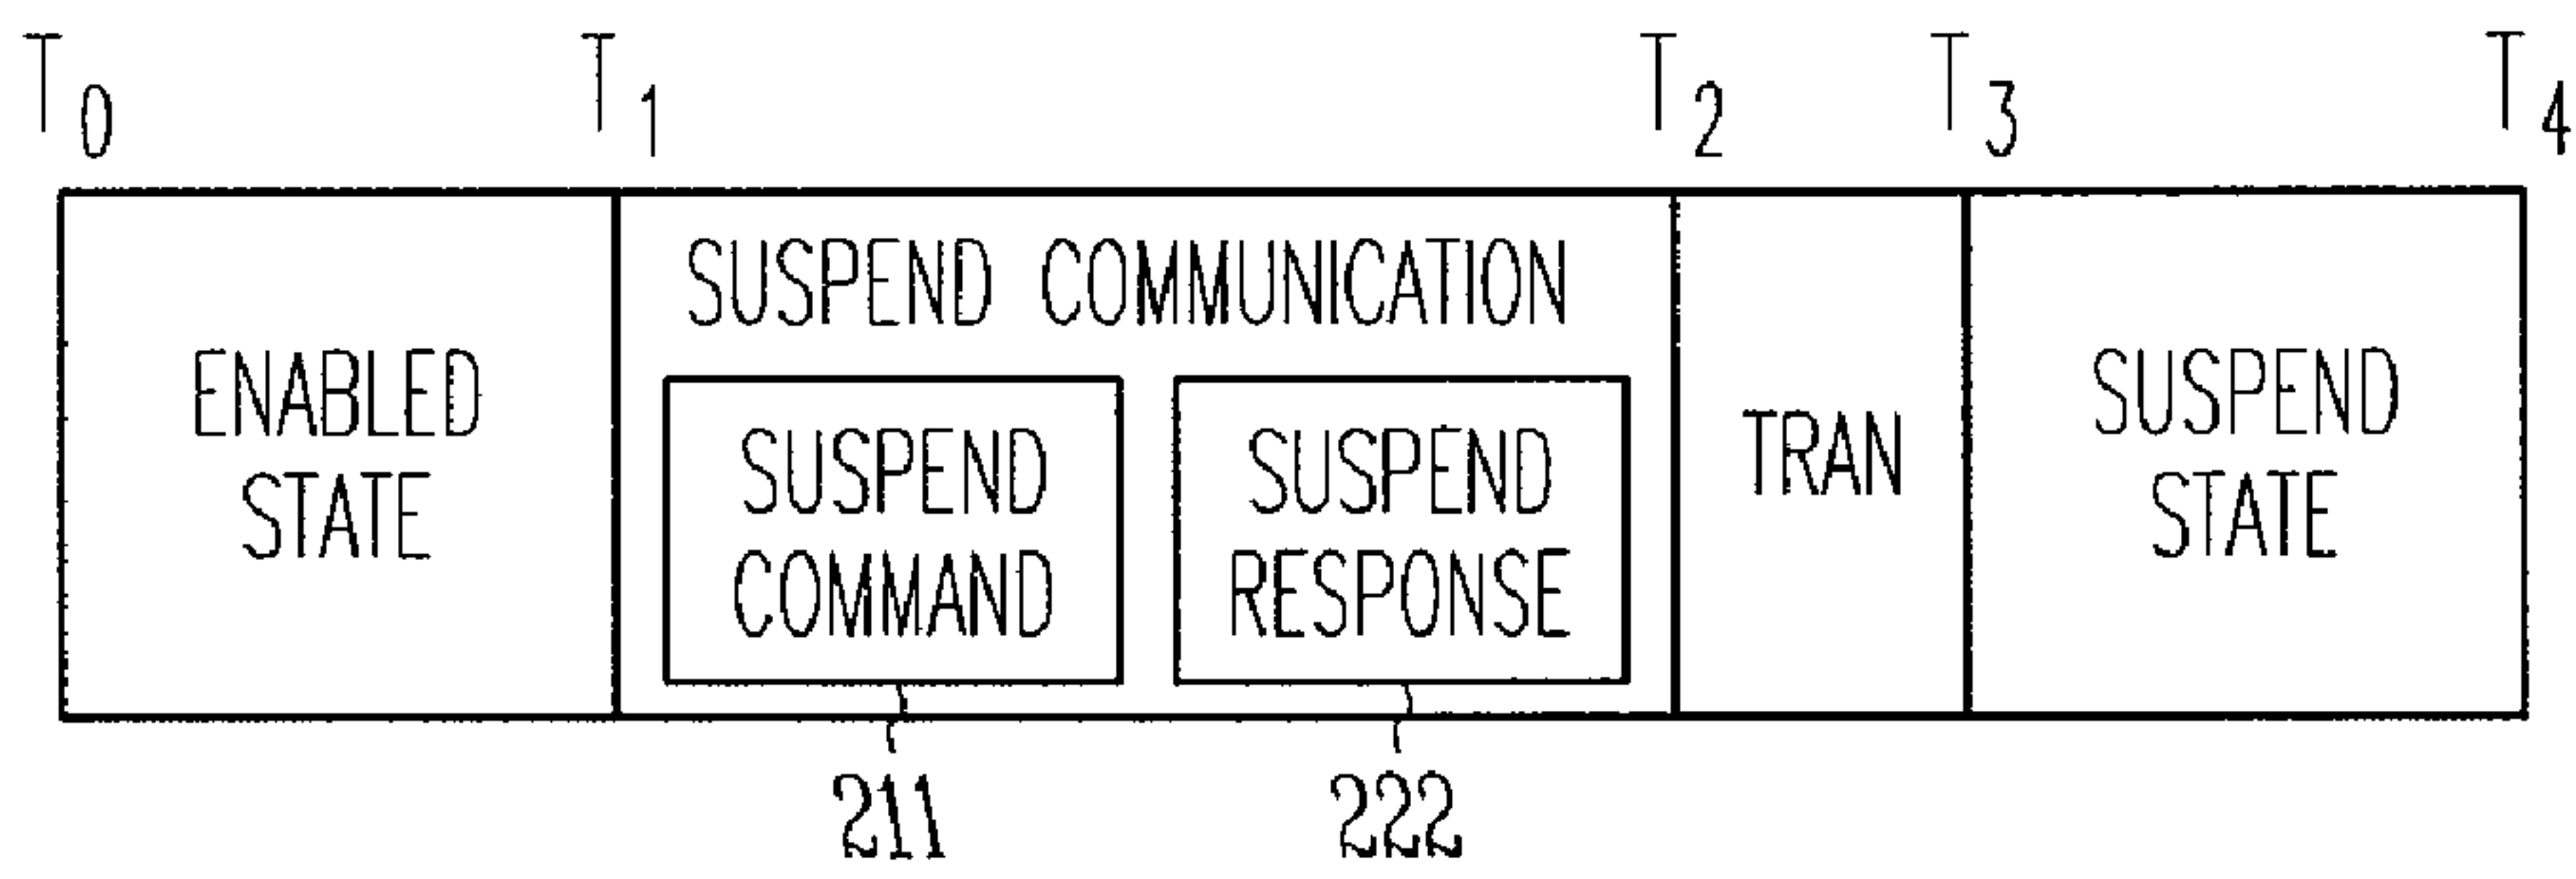 T0 T1 T2 T3 T4
ENABLED
STATE
SUSPEND COMMUNICATION
SUSPEND
COMMAND
SUSPEND
RESPONSE
TRAN
SUSPEND
STATE
211
222